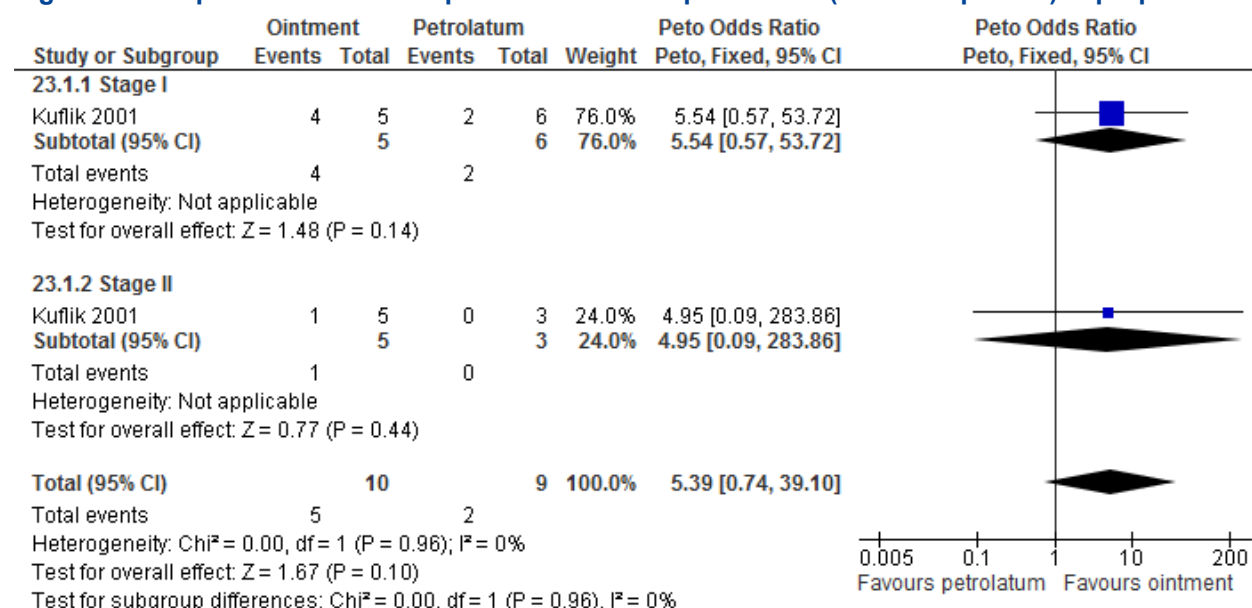 Ointment Petrolatum Peto Odds Ratio Peto Odds Ratio
Study or Subgroup Events Total Events Total Weight Peto, Fixed, 95% CI Peto, Fixed, 95% CI
23.1.1 Stage I
Kuflik 2001 4 5 2 6 76.0% 5.54 [0.57, 53.72]
Subtotal (95% CI) 5 6 76.0% 5.54 [0.57, 53.72]
Total events 4 2
Heterogeneity: Not applicable
Test for overall effect: Z = 1.48 (P = 0.14)
23.1.2 Stage II
Kuflik 2001 1 5 0 3 24.0% 4.95 [0.09, 283.86]
Subtotal (95% CI) 5 3 24.0% 4.95 [0.09, 283.86]
Total events 1 0
Heterogeneity: Not applicable
Test for overall effect: Z = 0.77 (P = 0.44)
Total (95% CI) 10 9 100.0% 5.39 [0.74, 39.10]
Total events 5 2
Heterogeneity: Chi² = 0.00, df = 1 (P = 0.96); I² = 0%
Test for overall effect: Z = 1.67 (P = 0.10)
Test for subgroup differences: Chi² = 0.00, df = 1 (P = 0.96), I² = 0%
0.005 0.1 1 10 200
Favours petrolatum Favours ointment